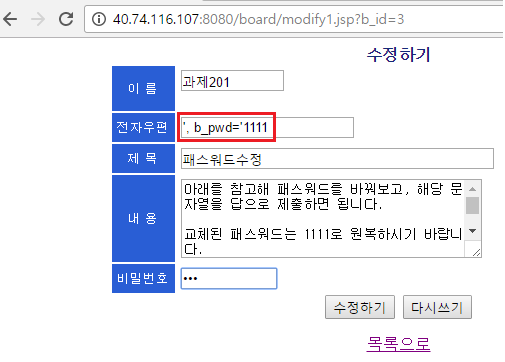 40.74.116.107:8080/board/modify1.jsp?b_id=3
수정하기
이 름 과제201
전자우편 ', b_pwd='1111
제 목 패스워드수정
내 용 아래를 참고해 패스워드를 바꿔보고, 해당 문
자열을 답으로 제출하면 됩니다.
교체된 패스워드는 1111로 원복하시기 바랍니
다.
비밀번호 •••
수정하기 다시쓰기
목록으로